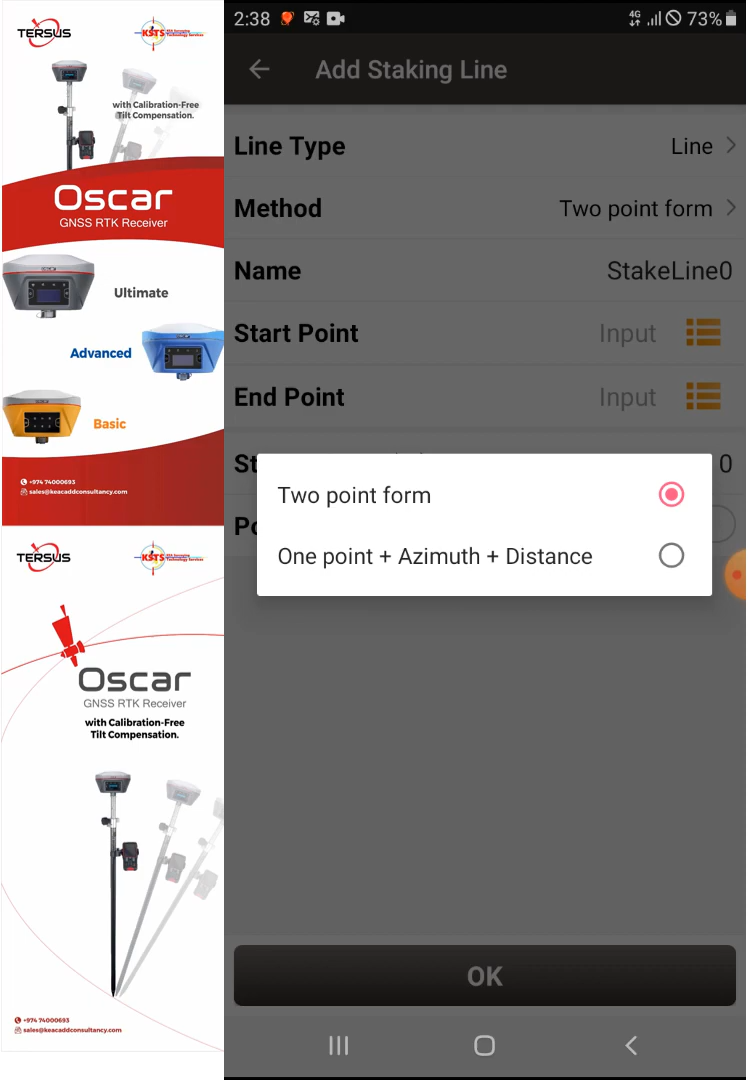 TERSUS
KSTS
with Calibration-Free
Tilt Compensation.
Oscar
GNSS RTK Receiver
Ultimate
Advanced
Basic
+974 74000693
sales@keacaddconsultancy.com
TERSUS
KSTS
Oscar
GNSS RTK Receiver
with Calibration-Free
Tilt Compensation.
+974 74000693
sales@keacaddconsultancy.com
2:38
4G
73%
Add Staking Line
Line Type
Line
Method
Two point form
Name
StakeLine0
Start Point
Input
End Point
Input
St
0
Two point form
Po
One point + Azimuth + Distance
OK